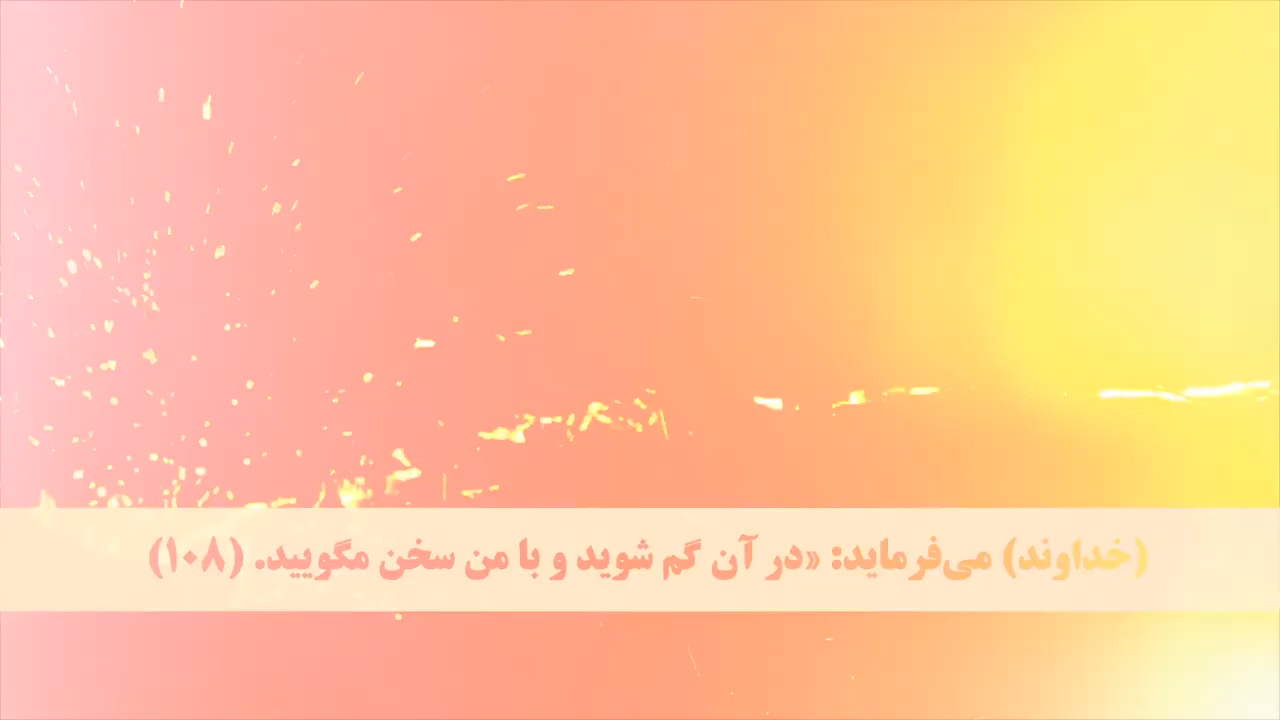 (خداوند) می‌فرماید: «در آن گم شوید و با من سخن مگویید. (۱۰۸)